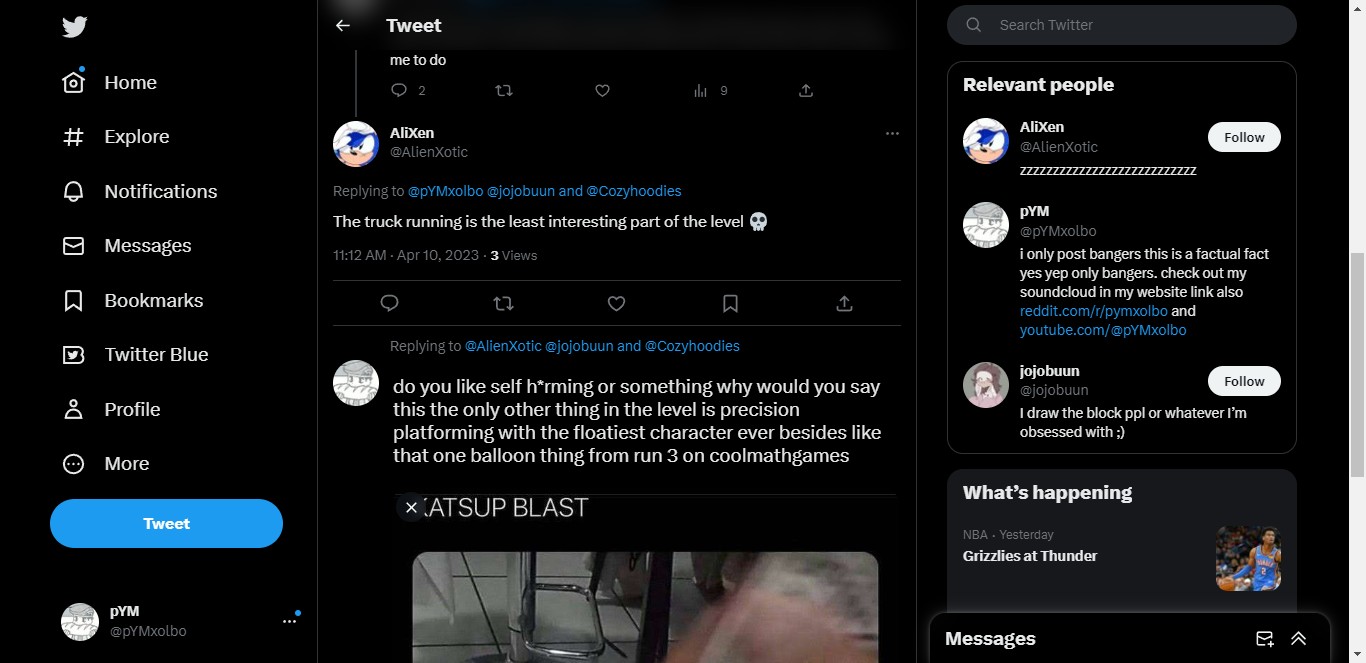 Home
Explore
Notifications
Messages
Bookmarks
Twitter Blue
Profile
More
Tweet
pYM
@pYMxolbo
Tweet
me to do
2
9
AliXen
@AlienXotic
Replying to @pYMxolbo @jojobuun and @Cozyhoodies
The truck running is the least interesting part of the level 💀
11:12 AM · Apr 10, 2023 · 3 Views
Replying to @AlienXotic @jojobuun and @Cozyhoodies
do you like self h*rming or something why would you say
this the only other thing in the level is precision
platforming with the floatiest character ever besides like
that one balloon thing from run 3 on coolmathgames
KATSUP BLAST
Search Twitter
Relevant people
AliXen
@AlienXotic
Follow
zzzzzzzzzzzzzzzzzzzzzzzzzzz
pYM
@pYMxolbo
i only post bangers this is a factual fact
yes yep only bangers. check out my
soundcloud in my website link also
reddit.com/r/pymxolbo and
youtube.com/@pYMxolbo
jojobuun
@jojobuun
Follow
I draw the block ppl or whatever I'm
obsessed with ;)
What's happening
NBA · Yesterday
Grizzlies at Thunder
Messages